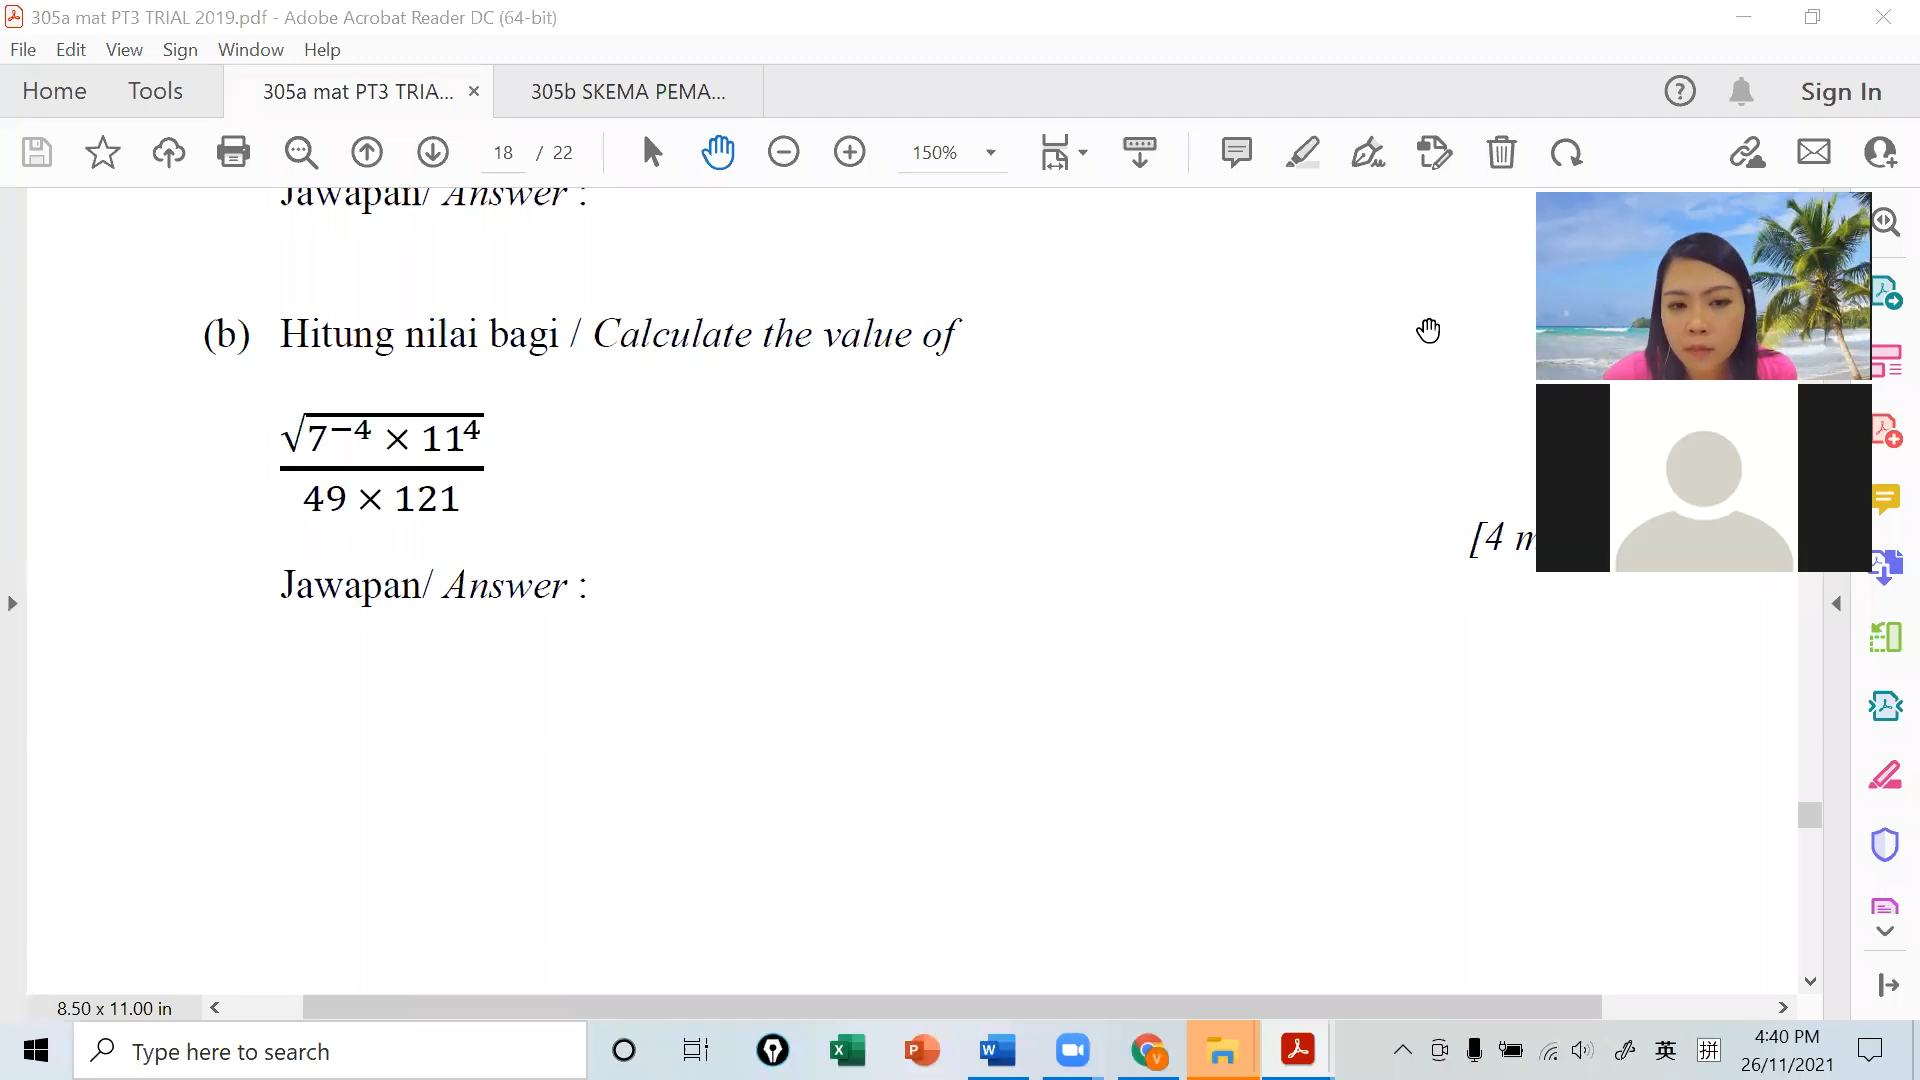 305a mat PT3 TRIAL 2019.pdf - Adobe Acrobat Reader DC (64-bit)
File Edit View Sign Window Help
Home Tools 305a mat PT3 TRIA... × 305b SKEMA PEMA... Sign In
18 / 22 150%
Jawapan/ Answer :
(b) Hitung nilai bagi / Calculate the value of
√7⁻⁴ × 11⁴
49 × 121
[4 m
Jawapan/ Answer :
8.50 x 11.00 in
Type here to search
英 拼 4:40 PM
26/11/2021